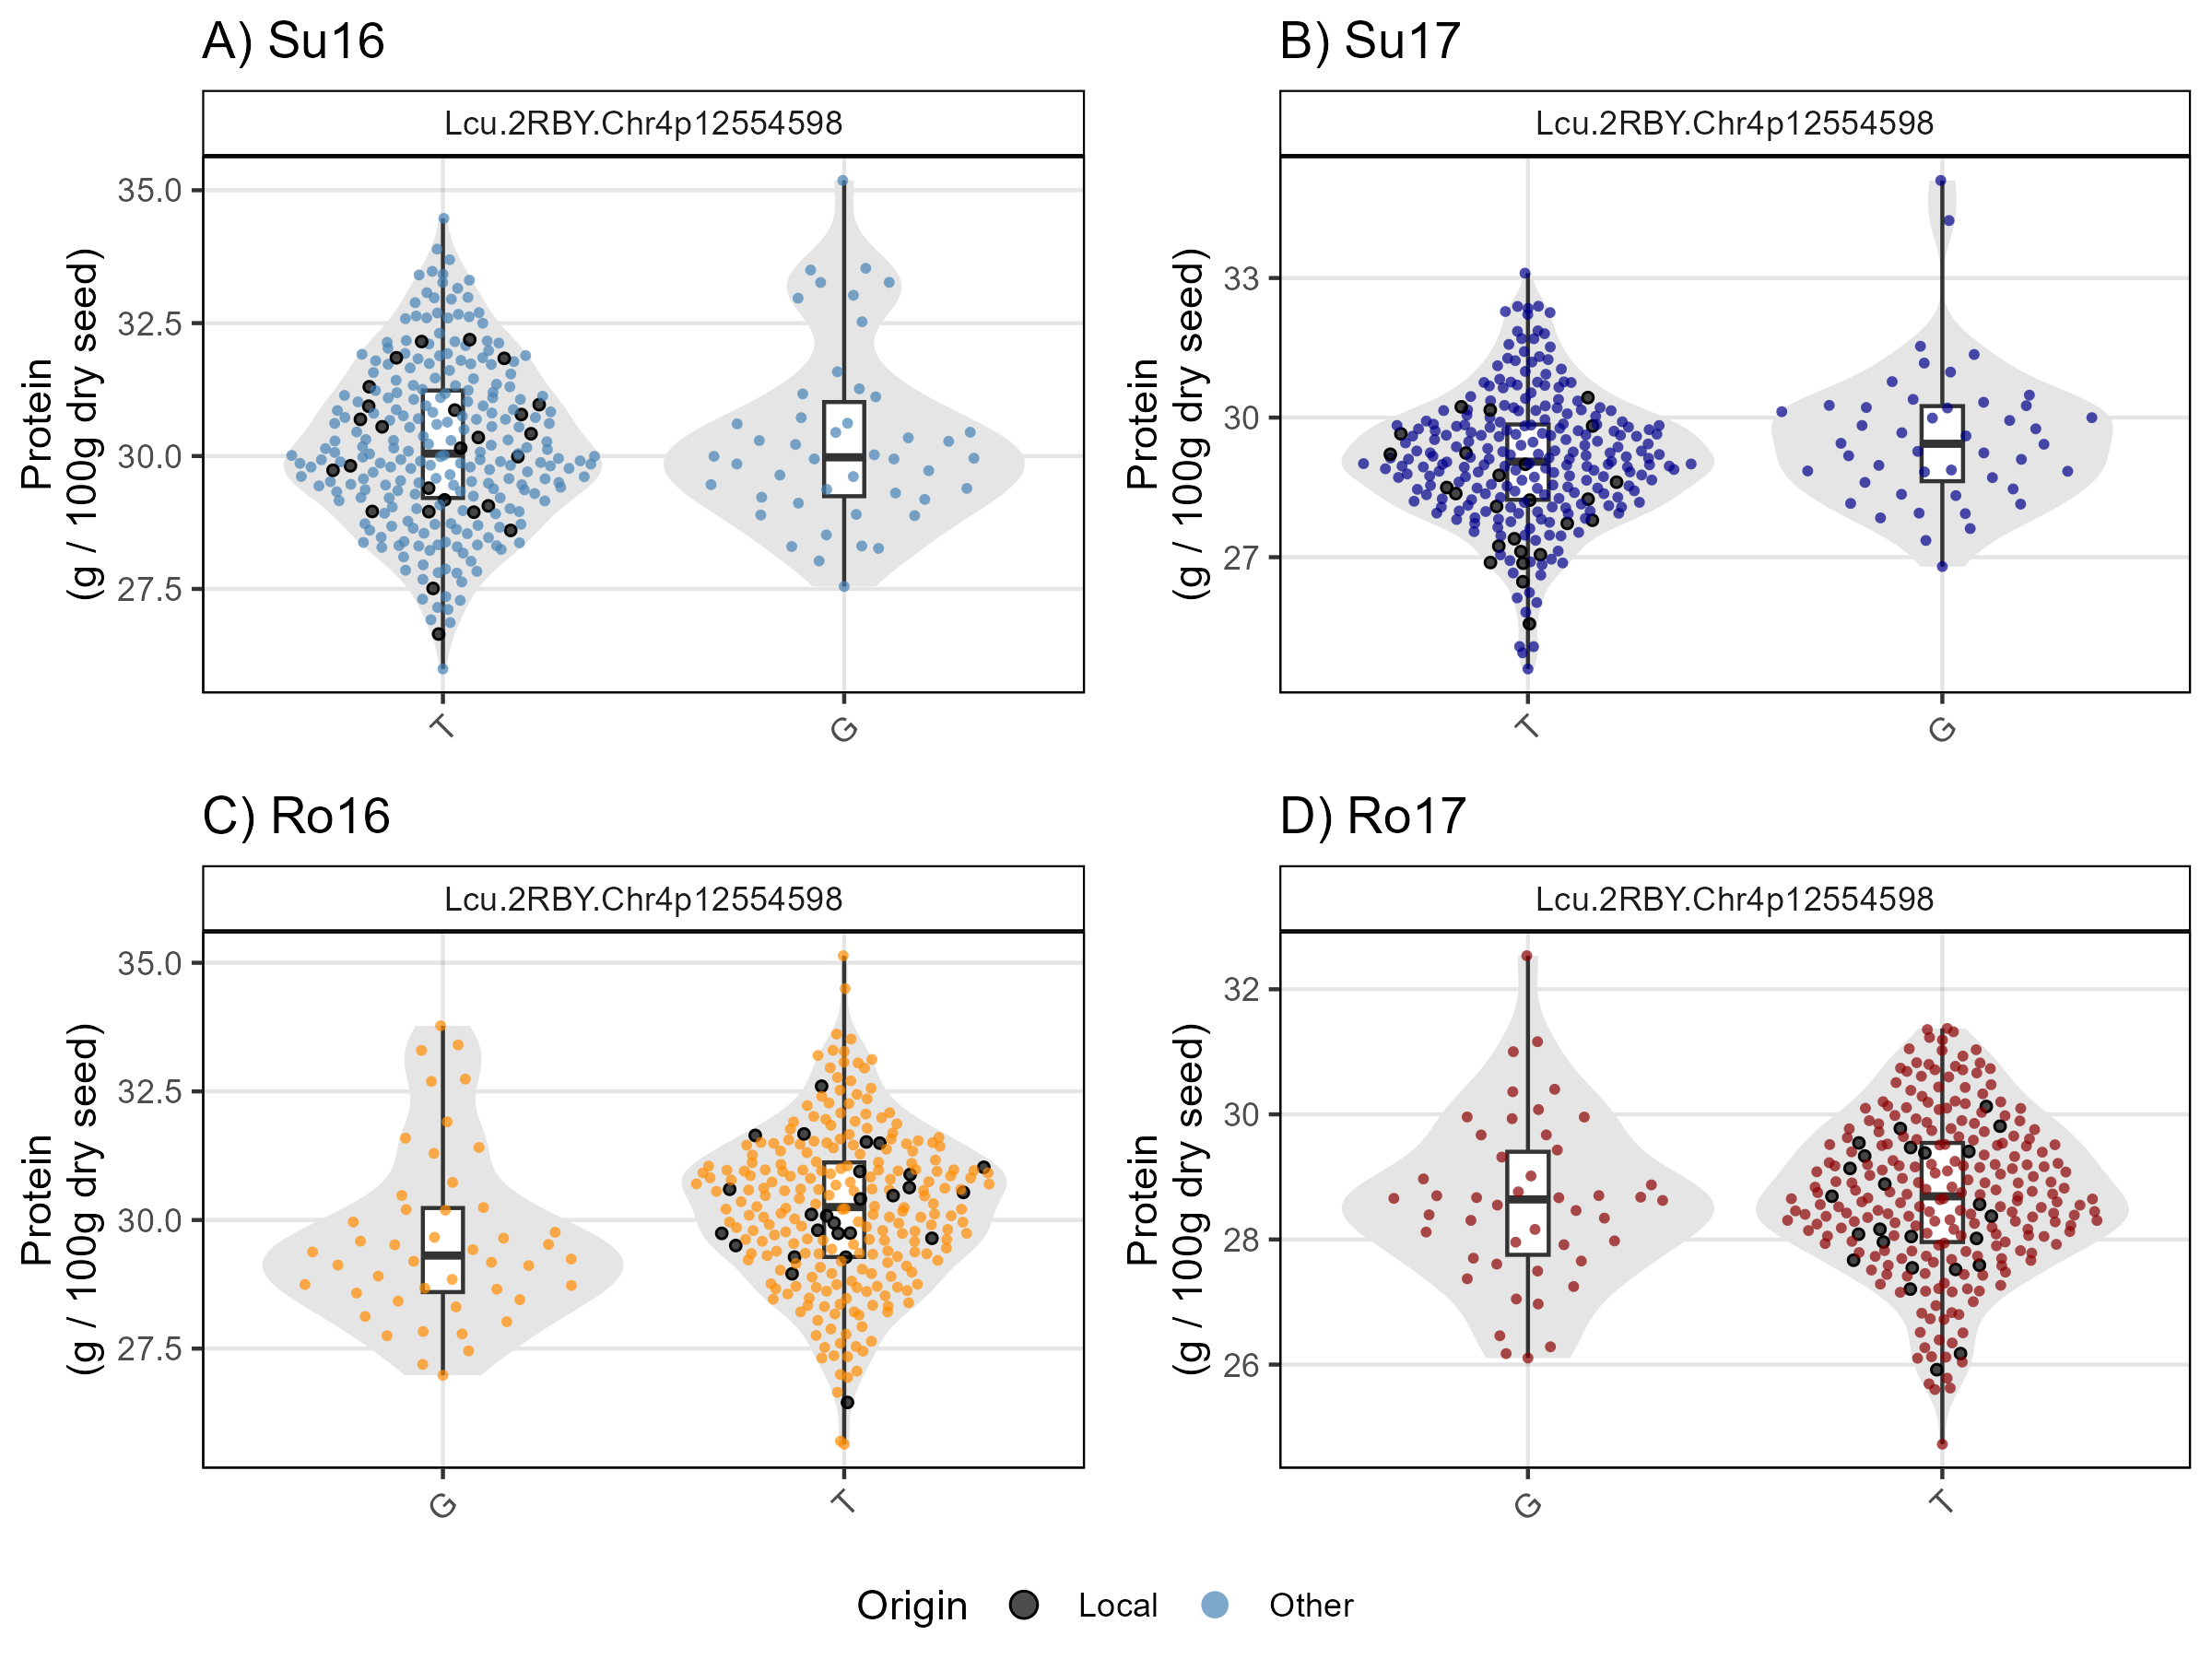 A) Su16
Lcu.2RBY.Chr4p12554598
Protein
(g / 100g dry seed)
35.0
32.5
30.0
27.5
T
G
B) Su17
Lcu.2RBY.Chr4p12554598
Protein
(g / 100g dry seed)
33
30
27
T
G
C) Ro16
Lcu.2RBY.Chr4p12554598
Protein
(g / 100g dry seed)
35.0
32.5
30.0
27.5
G
T
D) Ro17
Lcu.2RBY.Chr4p12554598
Protein
(g / 100g dry seed)
32
30
28
26
G
T
Origin Local Other